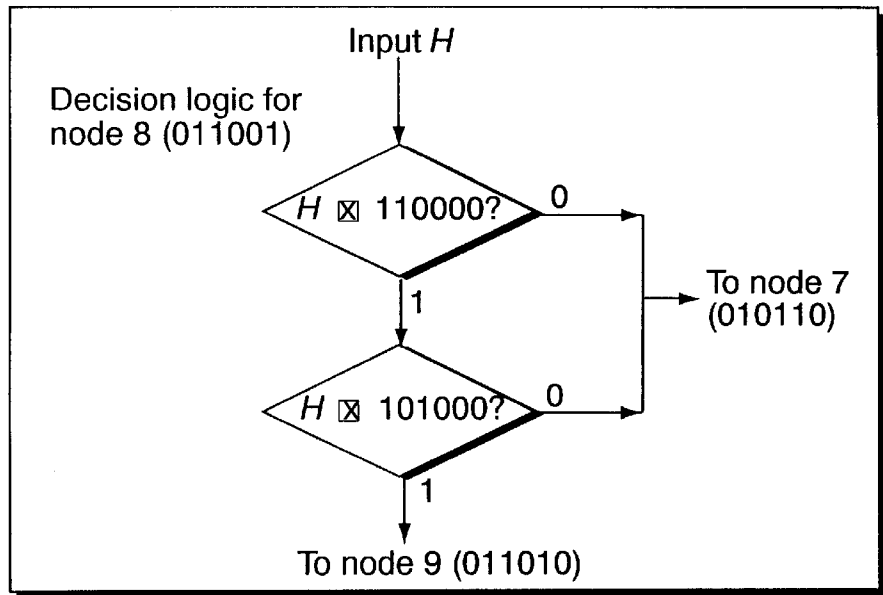 Input H
Decision logic for
node 8 (011001)
H ☒ 110000?
0
1
To node 7
(010110)
H ☒ 101000?
0
1
To node 9 (011010)